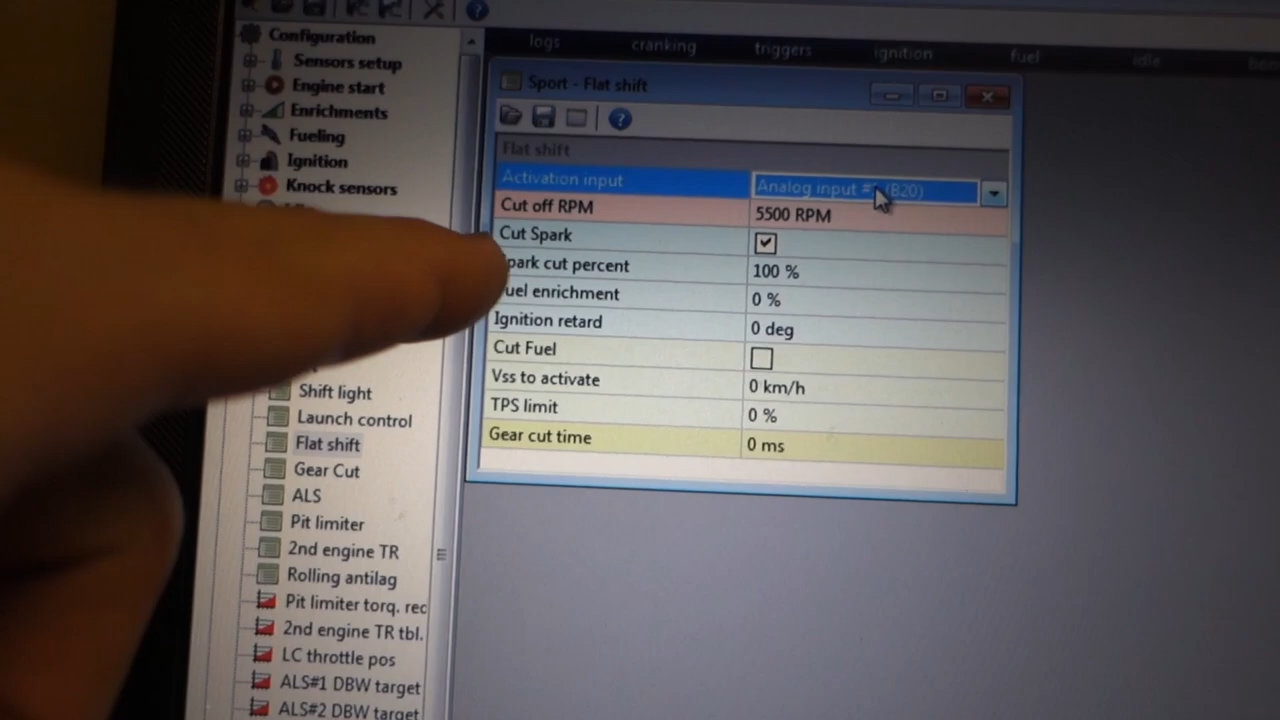 Configuration
Sensors setup
Engine start
Enrichments
Fueling
Ignition
Knock sensors
Shift light
Launch control
Flat shift
Gear Cut
ALS
Pit limiter
2nd engine TR
Rolling antilag
Pit limiter torq. rec
2nd engine TR tbl.
LC throttle pos
ALS#1 DBW target
ALS#2 DBW target
logs cranking triggers ignition fuel idle
Sport - Flat shift
Flat shift
Activation input Analog input (B20)
Cut off RPM 5500 RPM
Cut Spark
park cut percent 100 %
uel enrichment 0 %
Ignition retard 0 deg
Cut Fuel
Vss to activate 0 km/h
TPS limit 0 %
Gear cut time 0 ms